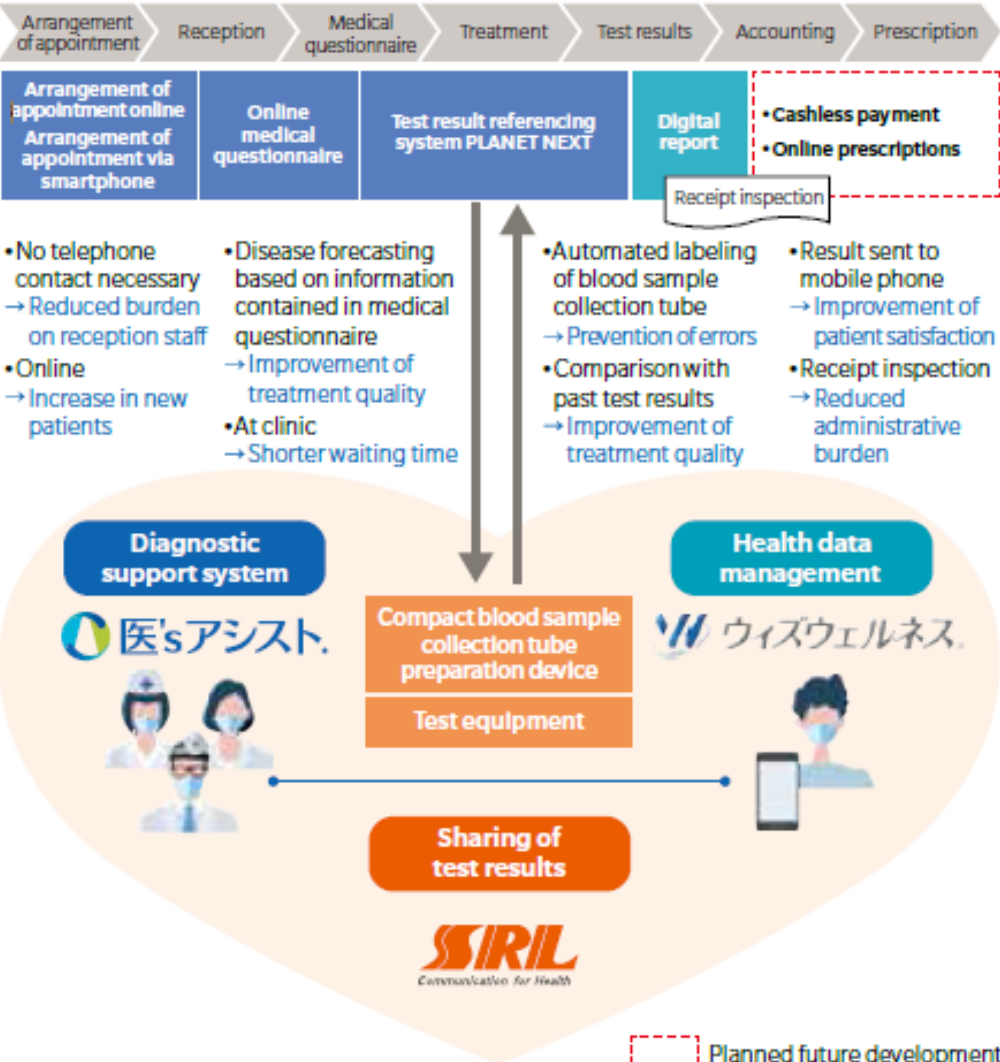 Arrangement
of appointment
Reception
Medical
questionnaire
Treatment
Test results
Accounting
Prescription
Arrangement of
appointment online
Arrangement of
appointment via
smartphone
Online
medical
questionnaire
Test result referencing
system PLANET NEXT
Digital
report
• Cashless payment
• Online prescriptions
Receipt inspection
• No telephone
contact necessary
→ Reduced burden
on reception staff
• Online
→ Increase in new
patients
• Disease forecasting
based on information
contained in medical
questionnaire
→ Improvement of
treatment quality
• At clinic
→ Shorter waiting time
• Automated labeling
of blood sample
collection tube
→ Prevention of errors
• Comparison with
past test results
→ Improvement of
treatment quality
• Result sent to
mobile phone
→ Improvement of
patient satisfaction
• Receipt inspection
→ Reduced
administrative
burden
Diagnostic
support system
医'sアシスト.
Compact blood sample
collection tube
preparation device
Test equipment
Health data
management
ウィズウェルネス.
Sharing of
test results
SRL
Communication for Health
Planned future development